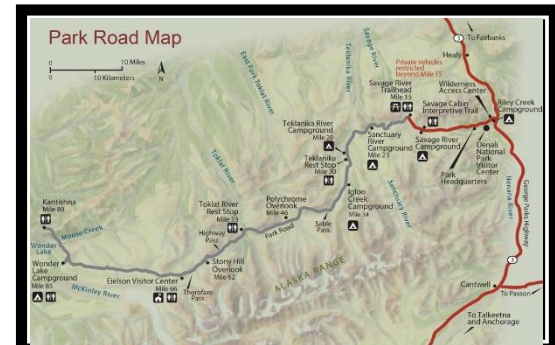 Park Road Map
0 10 Miles
0 10 Kilometers
N
East Fork Toklat River
Teklanika River
Savage River
Private vehicles
restricted
beyond Mile 15
3
To Fairbanks
Healy
Wilderness
Access Center
Riley Creek
Campground
Savage River
Trailhead
Mile 15
Savage Cabin
Interpretive Trail
Teklanika River
Campground
Mile 29
Teklanika
Rest Stop
Mile 30
Sanctuary
River
Campground
Mile 23
Savage River
Campground
Park
Headquarters
Denali
National
Park
Visitor
Center
Toklat River
Toklat River
Rest Stop
Mile 53
Polychrome
Overlook
Mile 46
Igloo
Creek
Campground
Mile 34
Sanctuary River
Nenana River
George Parks Highway
Kantishna
Mile 89
Moose Creek
Highway
Pass
Park Road
Sable
Pass
Wonder
Lake
Wonder
Lake
Campground
Mile 85
McKinley River
Eielson Visitor Center
Mile 66
Thorofare
Pass
Stony Hill
Overlook
Mile 62
ALASKA RANGE
3
Cantwell
To Paxson
To Talkeetna
and Anchorage